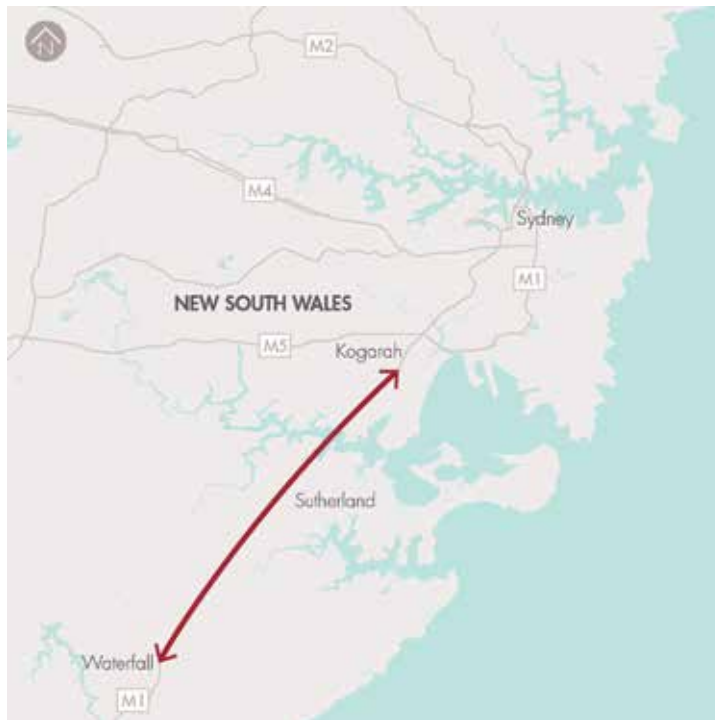 N
M2
M4
Sydney
M1
NEW SOUTH WALES
M5
Kogarah
Sutherland
Waterfall
M1